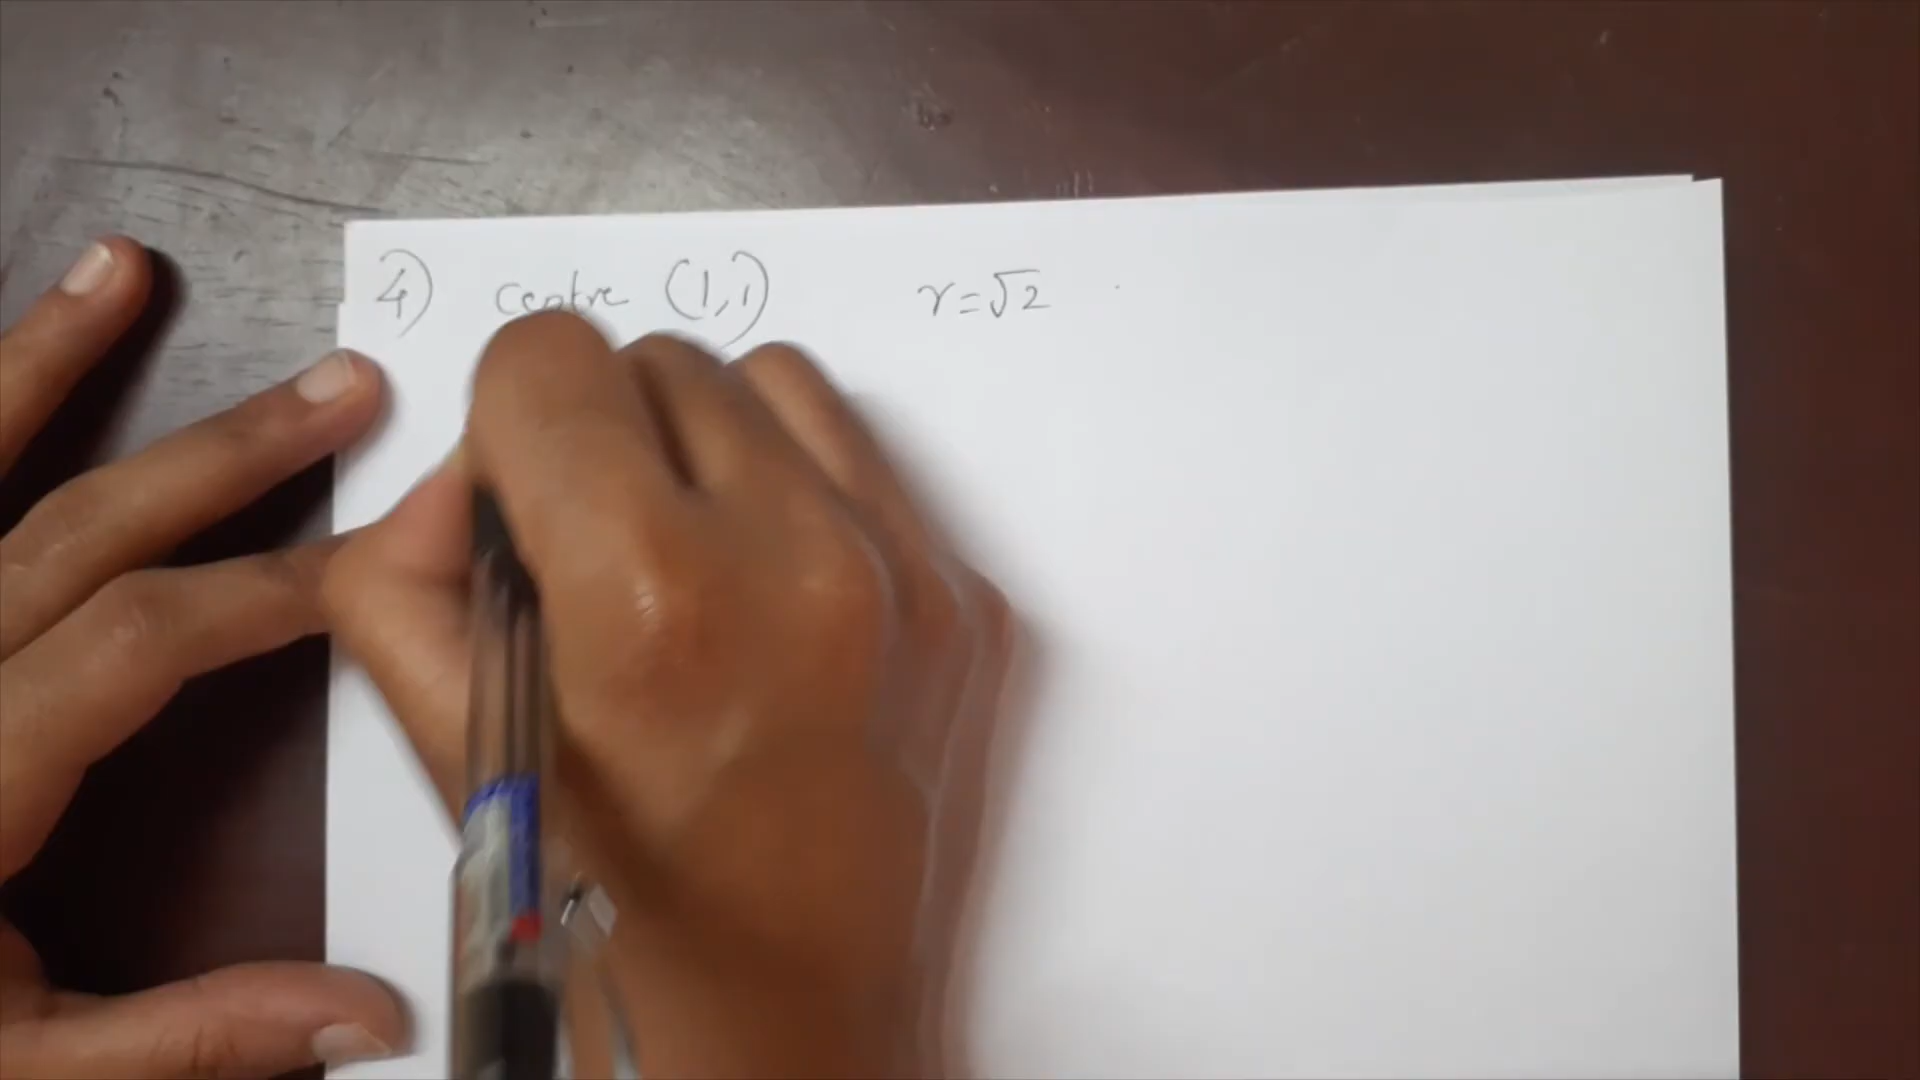 4) centre (1,1) r=√2